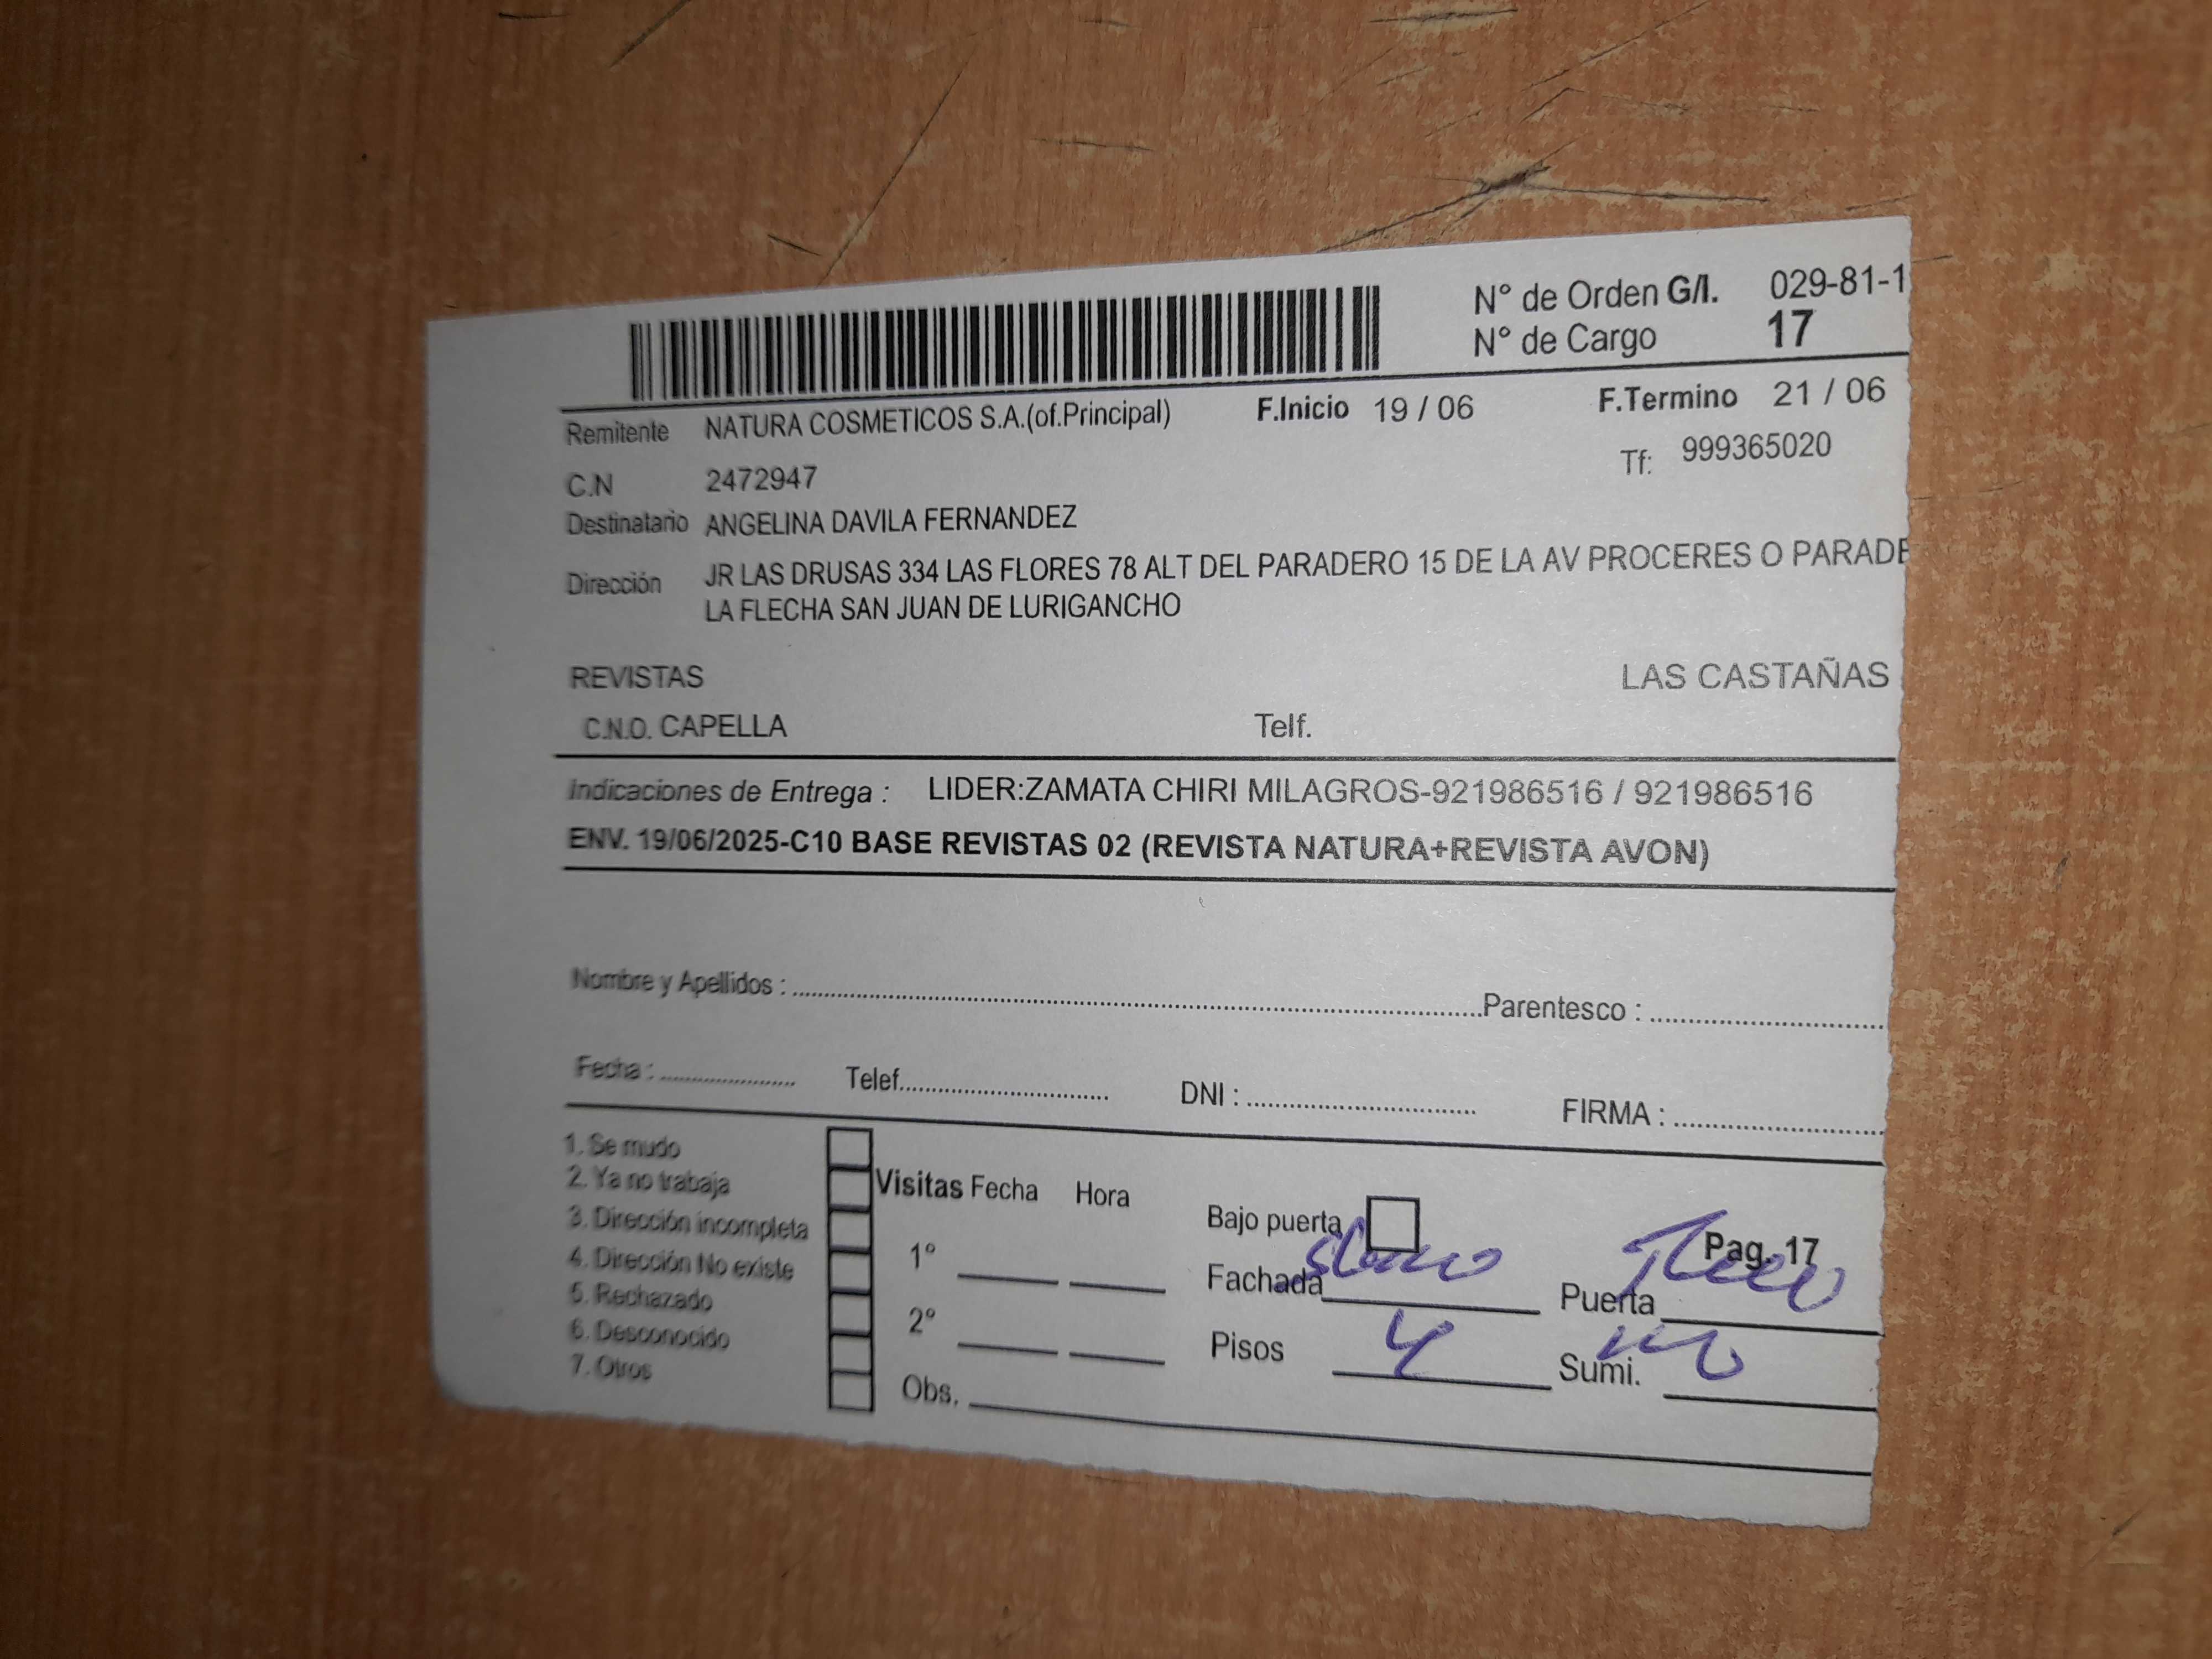 N° de Orden G/I. 029-81-1
N° de Cargo 17
Remitente NATURA COSMETICOS S.A.(of.Principal) F.Inicio 19 / 06 F.Termino 21 / 06
C.N 2472947 Tf: 999365020
Destinatario ANGELINA DAVILA FERNANDEZ
Dirección JR LAS DRUSAS 334 LAS FLORES 78 ALT DEL PARADERO 15 DE LA AV PROCERES O PARADE
LA FLECHA SAN JUAN DE LURIGANCHO
REVISTAS LAS CASTAÑAS
C.N.O. CAPELLA Telf.
Indicaciones de Entrega : LIDER:ZAMATA CHIRI MILAGROS-921986516 / 921986516
ENV. 19/06/2025-C10 BASE REVISTAS 02 (REVISTA NATURA+REVISTA AVON)
Nombre y Apellidos : Parentesco :
Fecha : Telef. DNI : FIRMA :
1. Se mudo
2. Ya no trabaja Visitas Fecha Hora
3. Dirección incompleta Bajo puerta Pag. 17
4. Dirección No existe 1° Fachada Puerta
5. Rechazado
6. Desconocido 2° Pisos 4 Sumi.
7. Otros Obs.